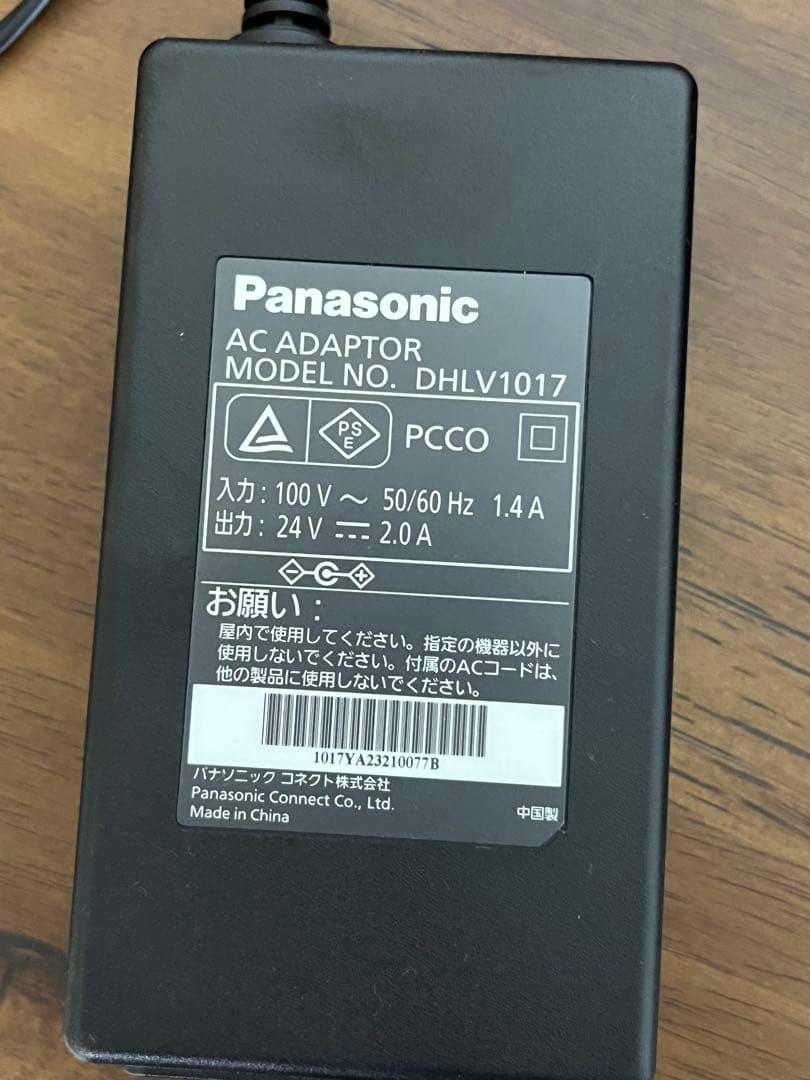 Panasonic
AC ADAPTOR
MODEL NO. DHLV1017
PS
E
PCCO
入力 : 100 V ～ 50/60 Hz 1.4 A
出力 : 24 V ⎓ 2.0 A
お願い :
屋内で使用してください。指定の機器以外に
使用しないでください。付属のACコードは、
他の製品に使用しないでください。
1017YA23210077B
パナソニック コネクト株式会社
Panasonic Connect Co., Ltd.
Made in China
中国製